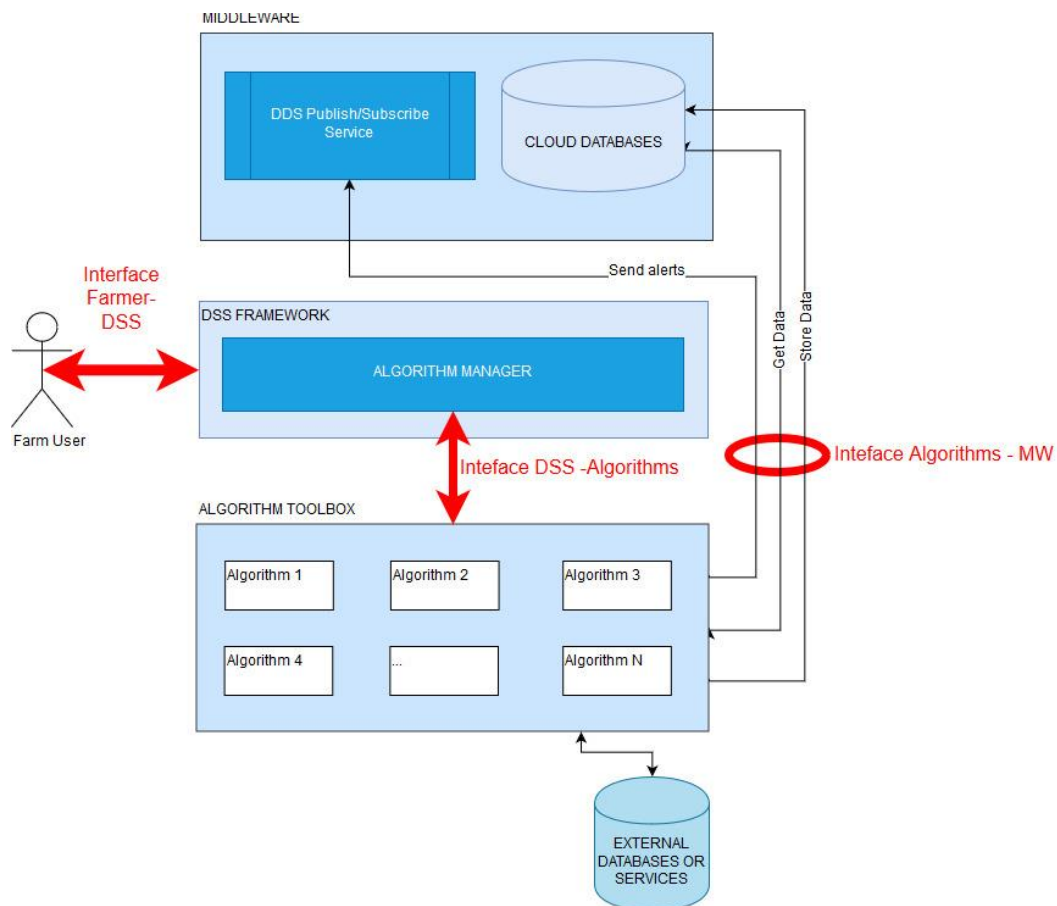 MIDDLEWARE
DDS Publish/Subscribe
Service
CLOUD DATABASES
Send alerts
Get Data
Store Data
Interface
Farmer-
DSS
Farm User
DSS FRAMEWORK
ALGORITHM MANAGER
Inteface DSS -Algorithms
Inteface Algorithms - MW
ALGORITHM TOOLBOX
Algorithm 1
Algorithm 2
Algorithm 3
Algorithm 4
...
Algorithm N
EXTERNAL
DATABASES OR
SERVICES